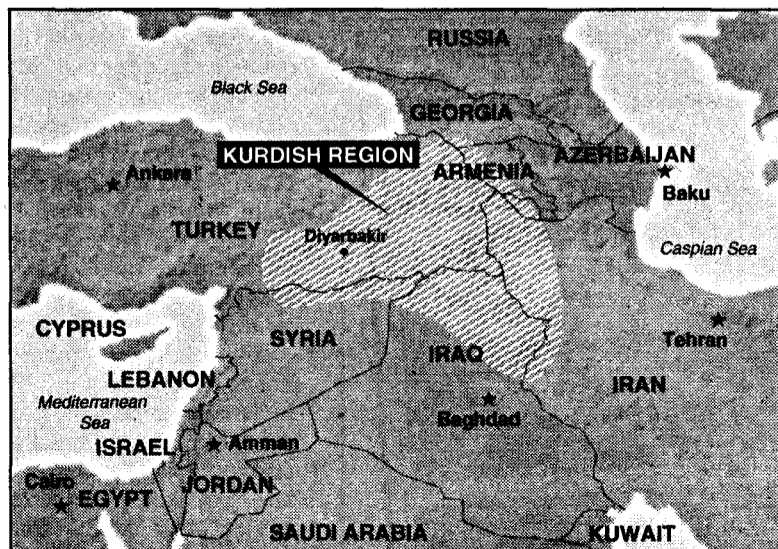 RUSSIA
Black Sea
GEORGIA
KURDISH REGION
ARMENIA
AZERBAIJAN
Ankara
Baku
TURKEY
Diyarbakir
Caspian Sea
CYPRUS
SYRIA
IRAQ
Tehran
LEBANON
IRAN
Mediterranean
Sea
Baghdad
ISRAEL
Amman
Cairo
EGYPT
JORDAN
SAUDI ARABIA
KUWAIT